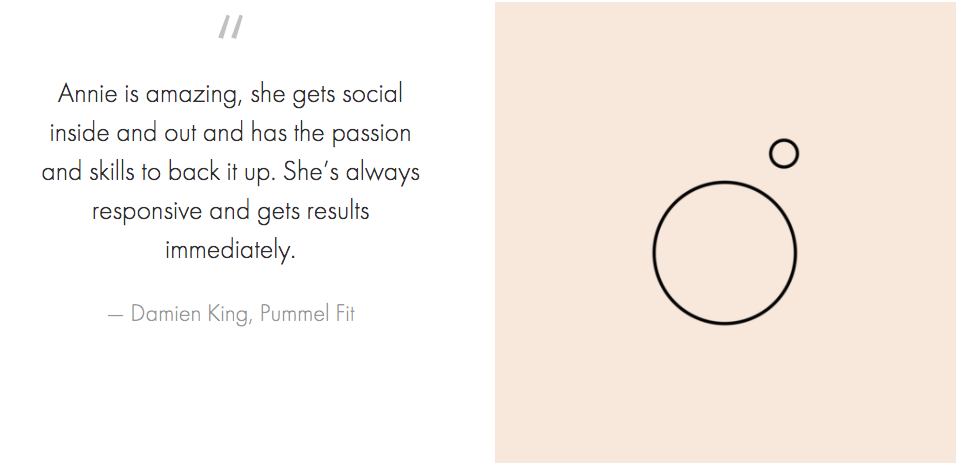 "
Annie is amazing, she gets social
inside and out and has the passion
and skills to back it up. She’s always
responsive and gets results
immediately.
— Damien King, Pummel Fit